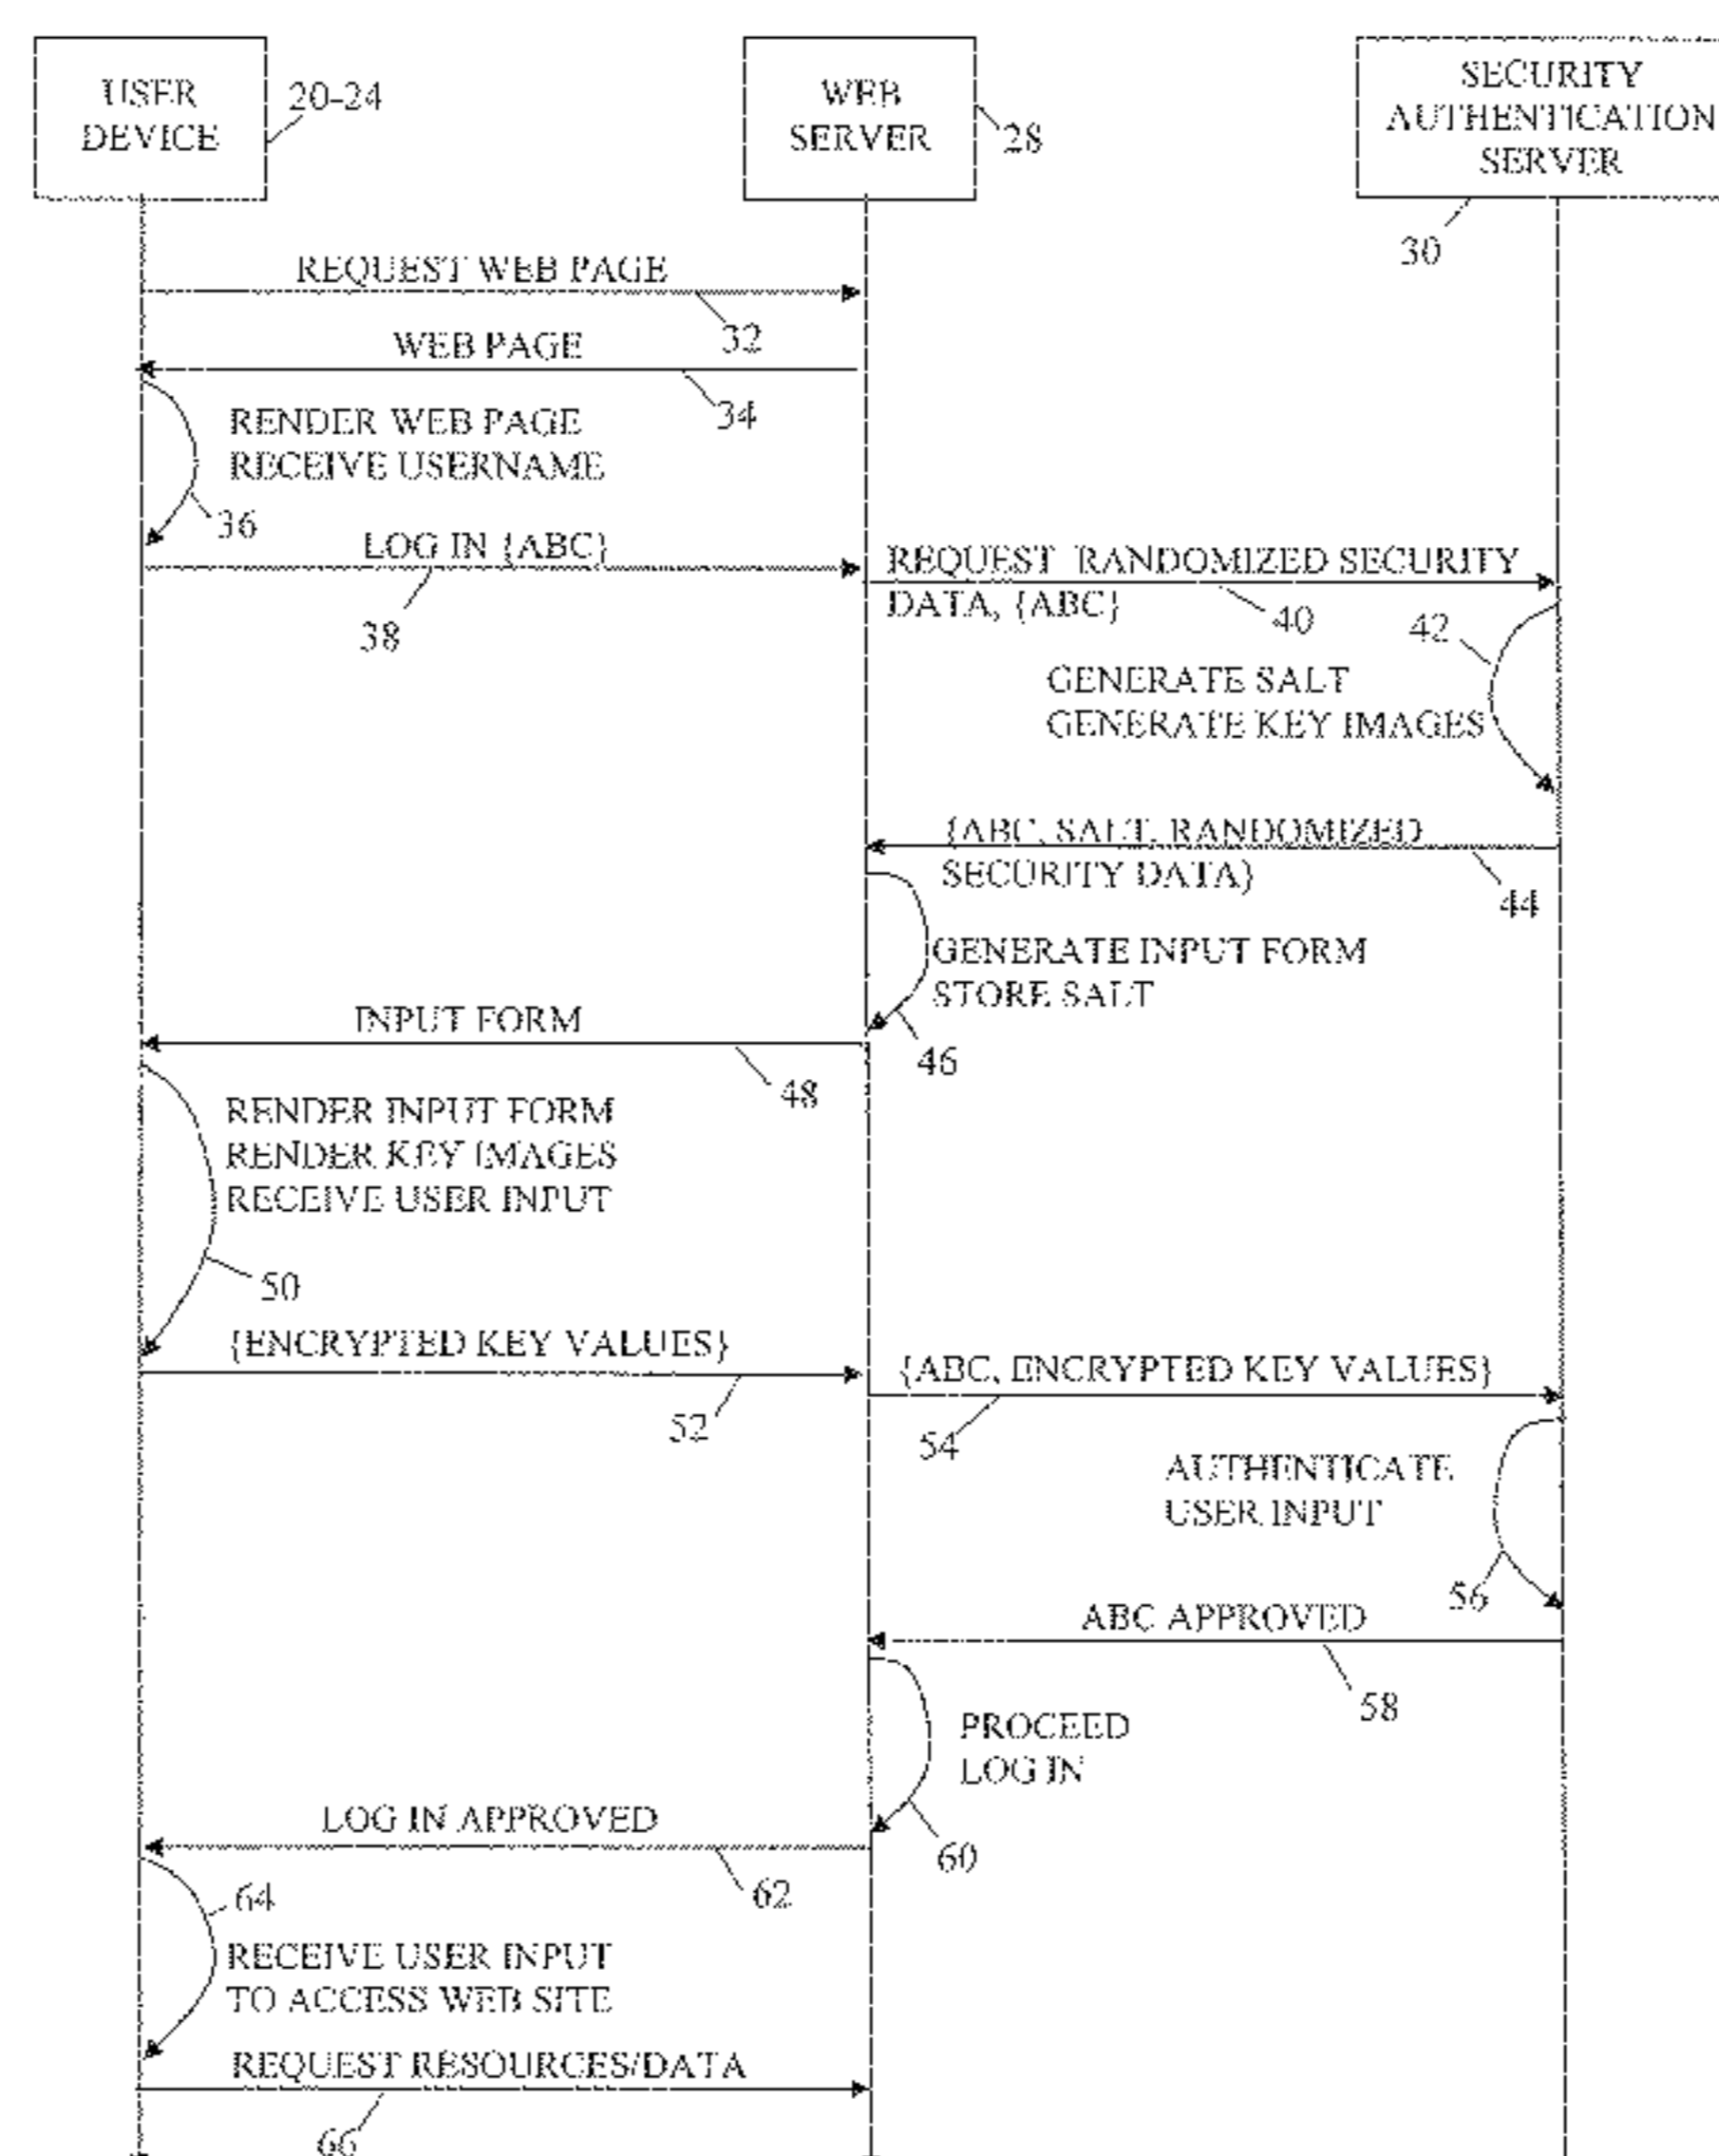 USER
DEVICE
20-24
WEB
SERVER
28
SECURITY
AUTHENTICATION
SERVER
30
REQUEST WEB PAGE
32
WEB PAGE
34
RENDER WEB PAGE
RECEIVE USERNAME
36
LOG IN {ABC}
38
REQUEST RANDOMIZED SECURITY
DATA, {ABC}
40
42
GENERATE SALT
GENERATE KEY IMAGES
{ABC, SALT, RANDOMIZED
SECURITY DATA)
44
GENERATE INPUT FORM
STORE SALT
46
INPUT FORM
48
RENDER INPUT FORM
RENDER KEY IMAGES
RECEIVE USER INPUT
50
{ENCRYPTED KEY VALUES}
52
{ABC, ENCRYPTED KEY VALUES}
54
AUTHENTICATE
USER INPUT
56
ABC APPROVED
58
PROCEED
LOG IN
60
LOG IN APPROVED
62
64
RECEIVE USER INPUT
TO ACCESS WEB SITE
REQUEST RESOURCES/DATA
66